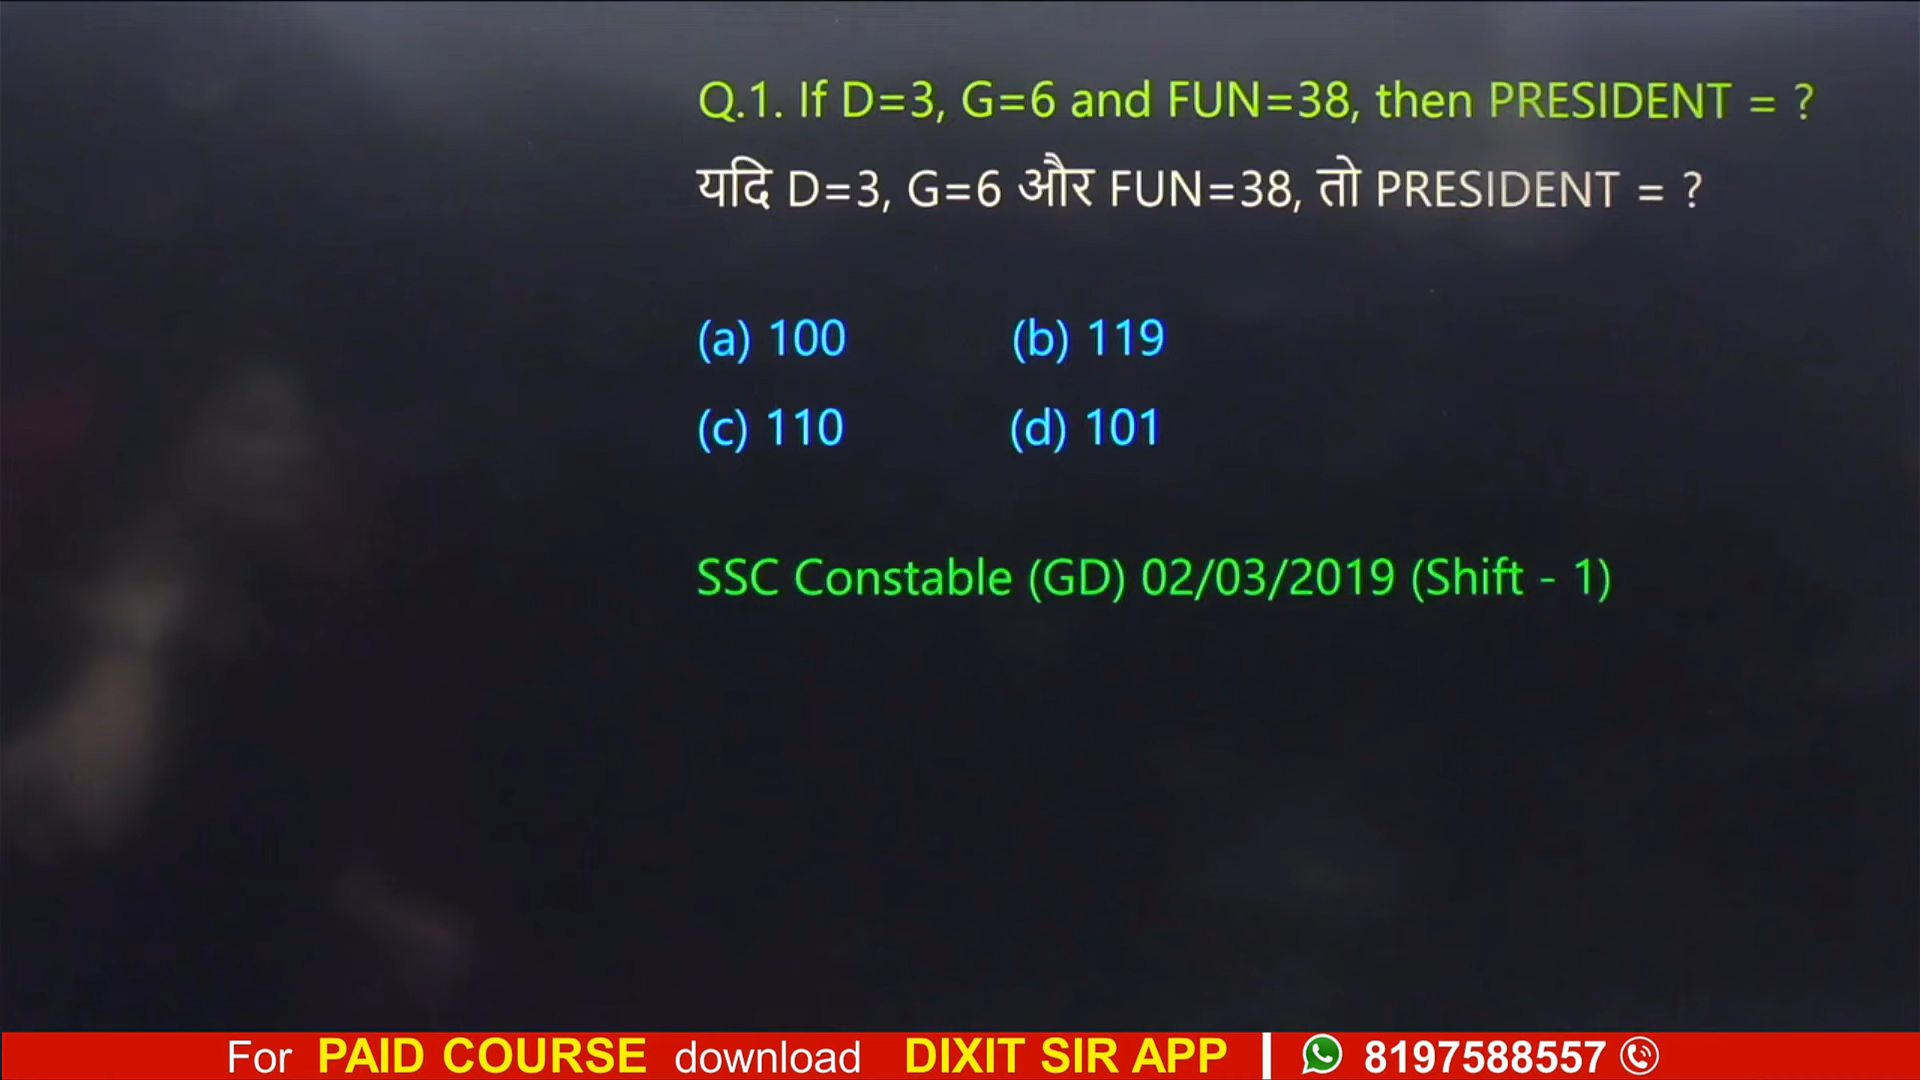 Q.1. If D=3, G=6 and FUN=38, then PRESIDENT = ?
यदि D=3, G=6 और FUN=38, तो PRESIDENT = ?
(a) 100 (b) 119
(c) 110 (d) 101
SSC Constable (GD) 02/03/2019 (Shift - 1)
For PAID COURSE download DIXIT SIR APP | 8197588557